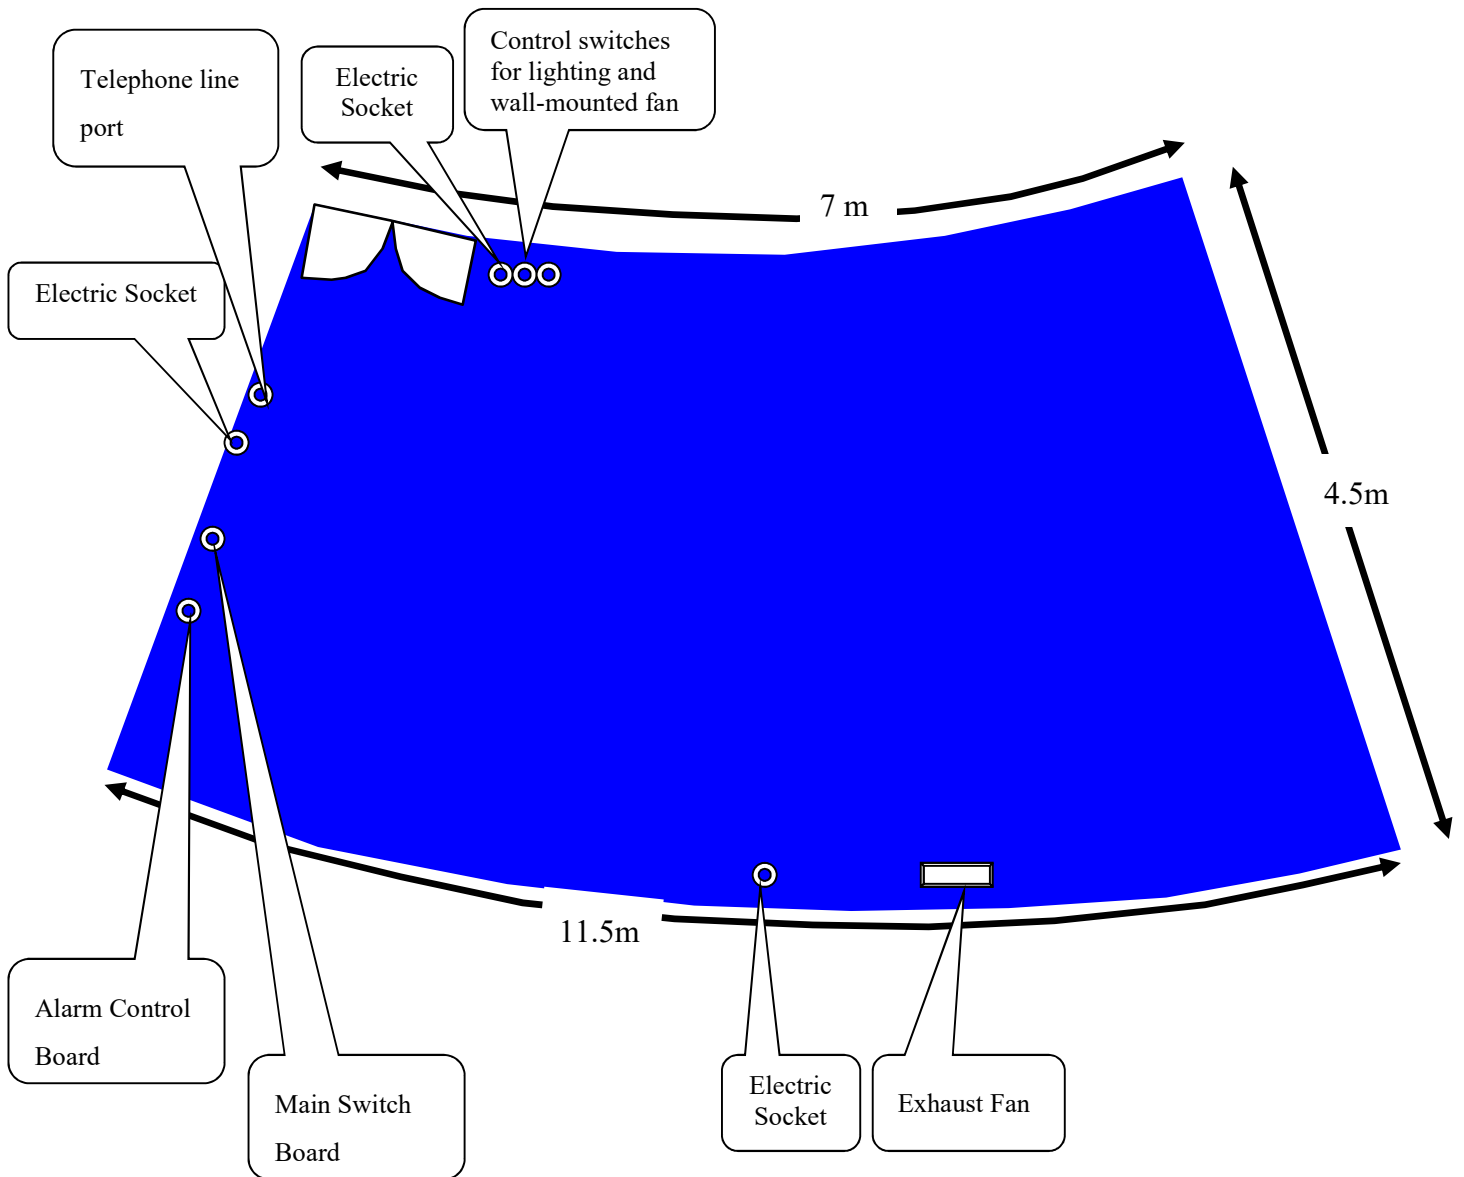 Control switches
for lighting and
wall-mounted fan
Electric
Socket
Telephone line
port
7 m
Electric Socket
4.5m
11.5m
Alarm Control
Board
Main Switch
Board
Electric
Socket
Exhaust Fan